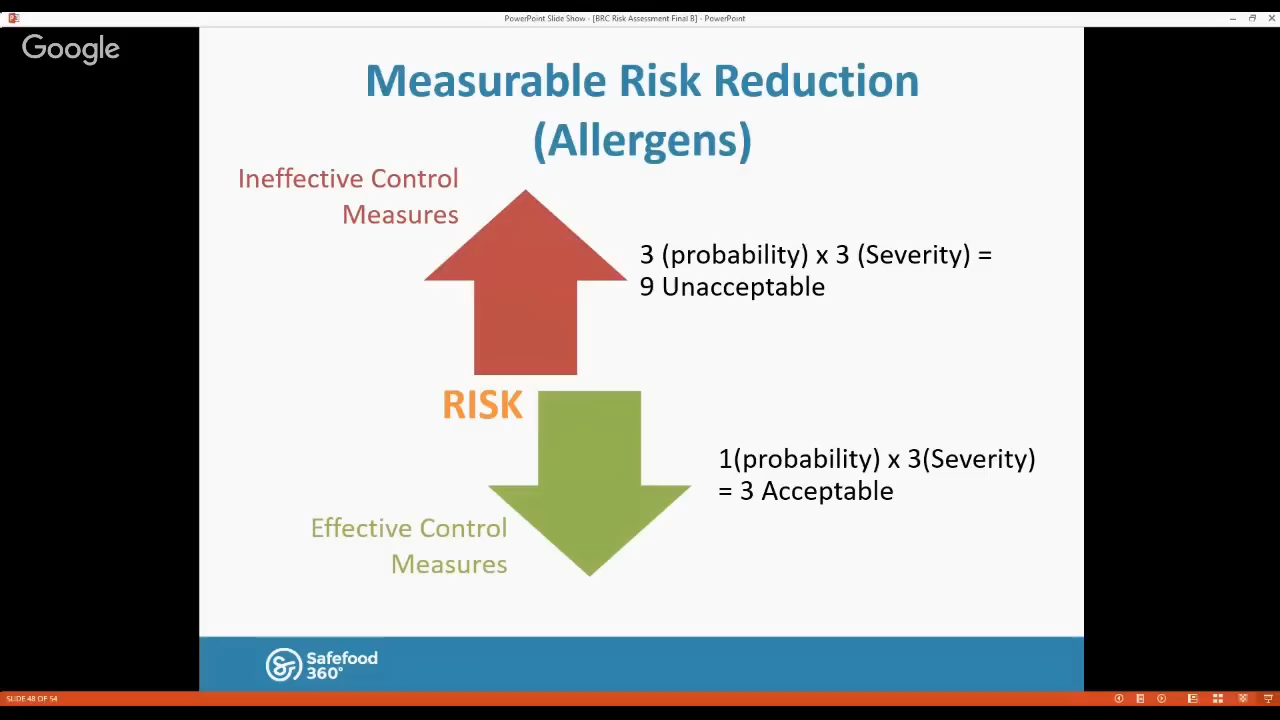 PowerPoint Slide Show - [BRC Risk Assessment Final B] - PowerPoint
Google
Measurable Risk Reduction
(Allergens)
Ineffective Control
Measures
3 (probability) x 3 (Severity) =
9 Unacceptable
RISK
1(probability) x 3(Severity)
= 3 Acceptable
Effective Control
Measures
Safefood
360°
SLIDE 48 OF 54